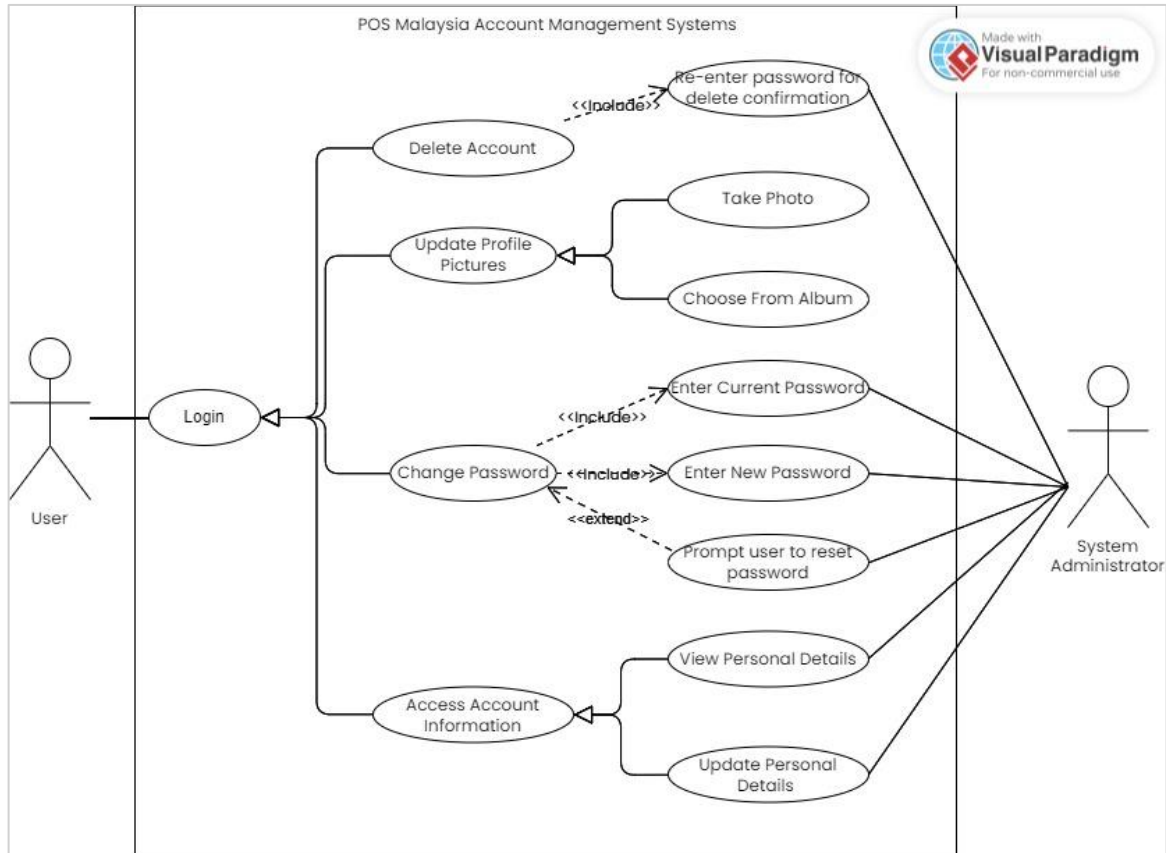 POS Malaysia Account Management Systems
Made with
Visual Paradigm
For non-commercial use
Re-enter password for
delete confirmation
<<Include>>
Delete Account
Take Photo
Update Profile
Pictures
Choose From Album
Enter Current Password
<<Include>>
Login
Change Password
<<Include>>
Enter New Password
<<extend>>
User
Prompt user to reset
password
System
Administrator
View Personal Details
Access Account
Information
Update Personal
Details